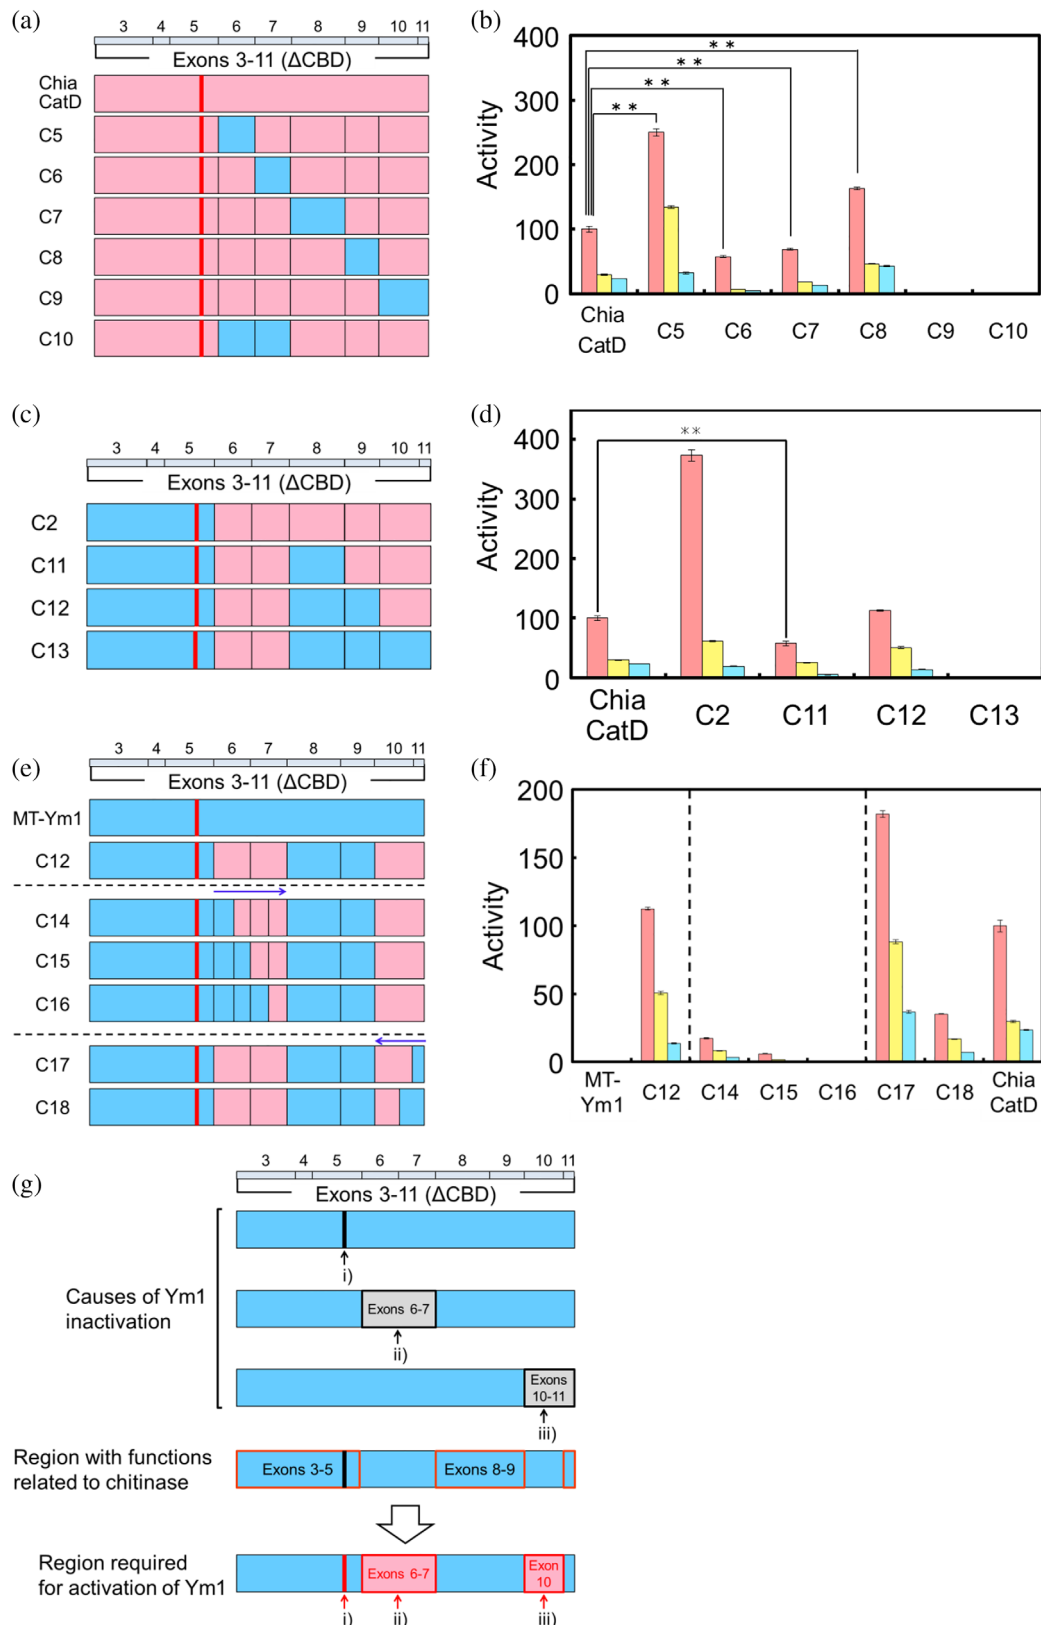 (a)
3 4 5 6 7 8 9 10 11
Exons 3-11 (ΔCBD)
Chia
CatD
C5
C6
C7
C8
C9
C10
(b)
Activity
400
300
200
100
0
** 
**
**
**
Chia
CatD
C5 C6 C7 C8 C9 C10
(c)
3 4 5 6 7 8 9 10 11
Exons 3-11 (ΔCBD)
C2
C11
C12
C13
(d)
Activity
400
300
200
100
0
**
Chia
CatD
C2 C11 C12 C13
(e)
3 4 5 6 7 8 9 10 11
Exons 3-11 (ΔCBD)
MT-Ym1
C12
C14
C15
C16
C17
C18
(f)
Activity
200
150
100
50
0
MT-
Ym1
C12 C14 C15 C16 C17 C18
Chia
CatD
(g)
3 4 5 6 7 8 9 10 11
Exons 3-11 (ΔCBD)
i)
Causes of Ym1
inactivation
Exons 6-7
ii)
Exons
10-11
iii)
Region with functions
related to chitinase
Exons 3-5 Exons 8-9
Region required
for activation of Ym1
Exons 6-7
Exon
10
i) ii) iii)